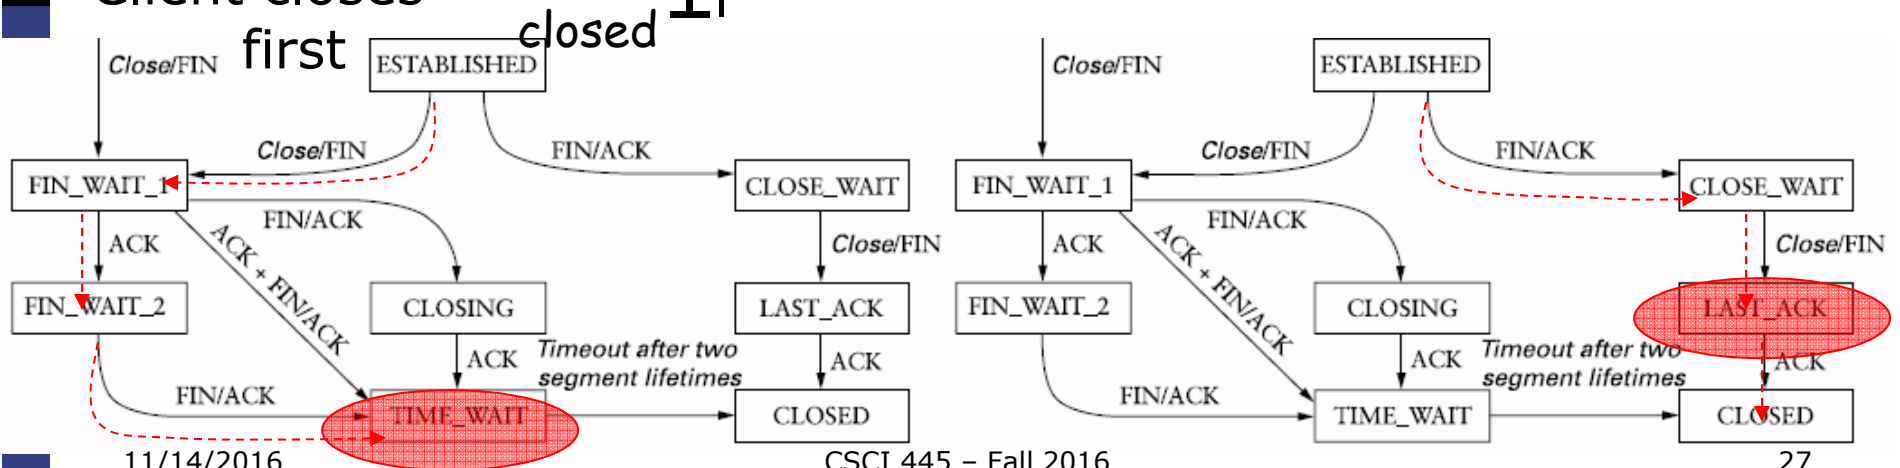 Client closes
first
closed
Close/FIN
ESTABLISHED
Close/FIN
FIN/ACK
FIN_WAIT_1
CLOSE_WAIT
FIN/ACK
ACK
ACK + FIN/ACK
Close/FIN
FIN_WAIT_2
CLOSING
LAST_ACK
ACK
Timeout after two
segment lifetimes
ACK
FIN/ACK
TIME_WAIT
CLOSED
Close/FIN
ESTABLISHED
Close/FIN
FIN/ACK
FIN_WAIT_1
CLOSE_WAIT
FIN/ACK
ACK
ACK + FIN/ACK
Close/FIN
FIN_WAIT_2
CLOSING
LAST_ACK
ACK
Timeout after two
segment lifetimes
ACK
FIN/ACK
TIME_WAIT
CLOSED
11/14/2016
CSCI 445 – Fall 2016
27